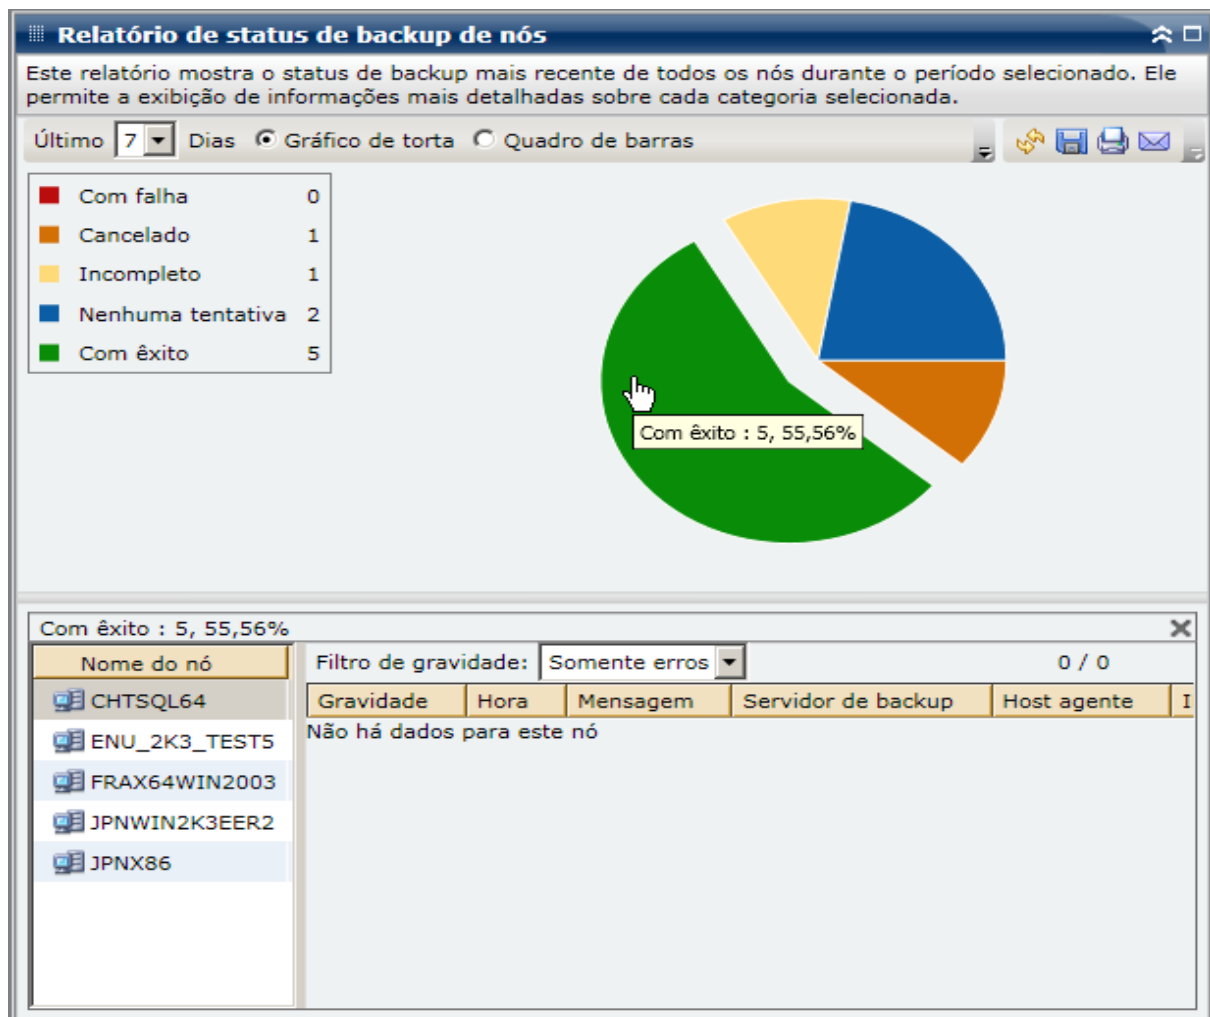 Relatório de status de backup de nós
Este relatório mostra o status de backup mais recente de todos os nós durante o período selecionado. Ele
permite a exibição de informações mais detalhadas sobre cada categoria selecionada.
Último 7 Dias Gráfico de torta Quadro de barras
Com falha 0
Cancelado 1
Incompleto 1
Nenhuma tentativa 2
Com êxito 5
Com êxito : 5, 55,56%
Com êxito : 5, 55,56%
Nome do nó
Filtro de gravidade: Somente erros 0 / 0
CHTSQL64
ENU_2K3_TEST5
FRAX64WIN2003
JPNWIN2K3EER2
JPNX86
Gravidade Hora Mensagem Servidor de backup Host agente
Não há dados para este nó